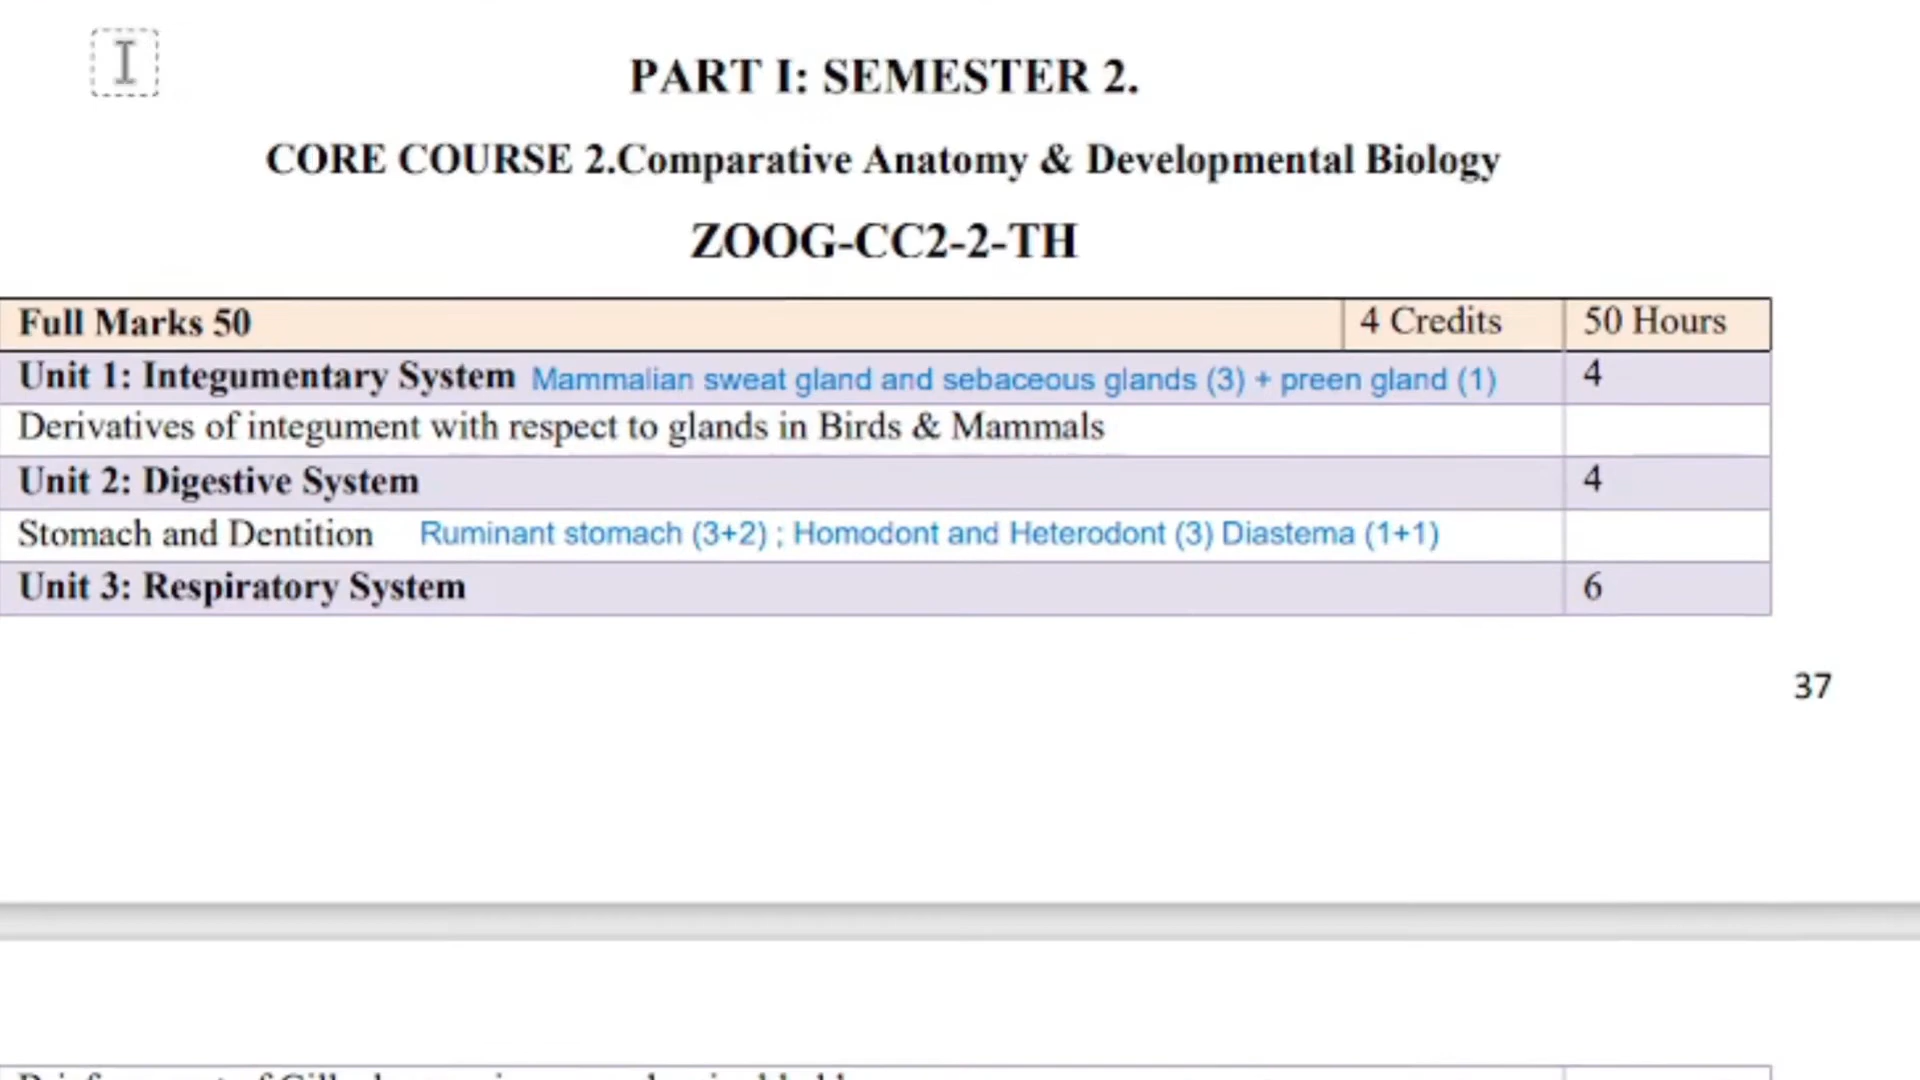 PART I: SEMESTER 2.
CORE COURSE 2.Comparative Anatomy & Developmental Biology
ZOOG-CC2-2-TH
Full Marks 50 4 Credits 50 Hours
Unit 1: Integumentary System Mammalian sweat gland and sebaceous glands (3) + preen gland (1) 4
Derivatives of integument with respect to glands in Birds & Mammals
Unit 2: Digestive System 4
Stomach and Dentition Ruminant stomach (3+2) ; Homodont and Heterodont (3) Diastema (1+1)
Unit 3: Respiratory System 6
37